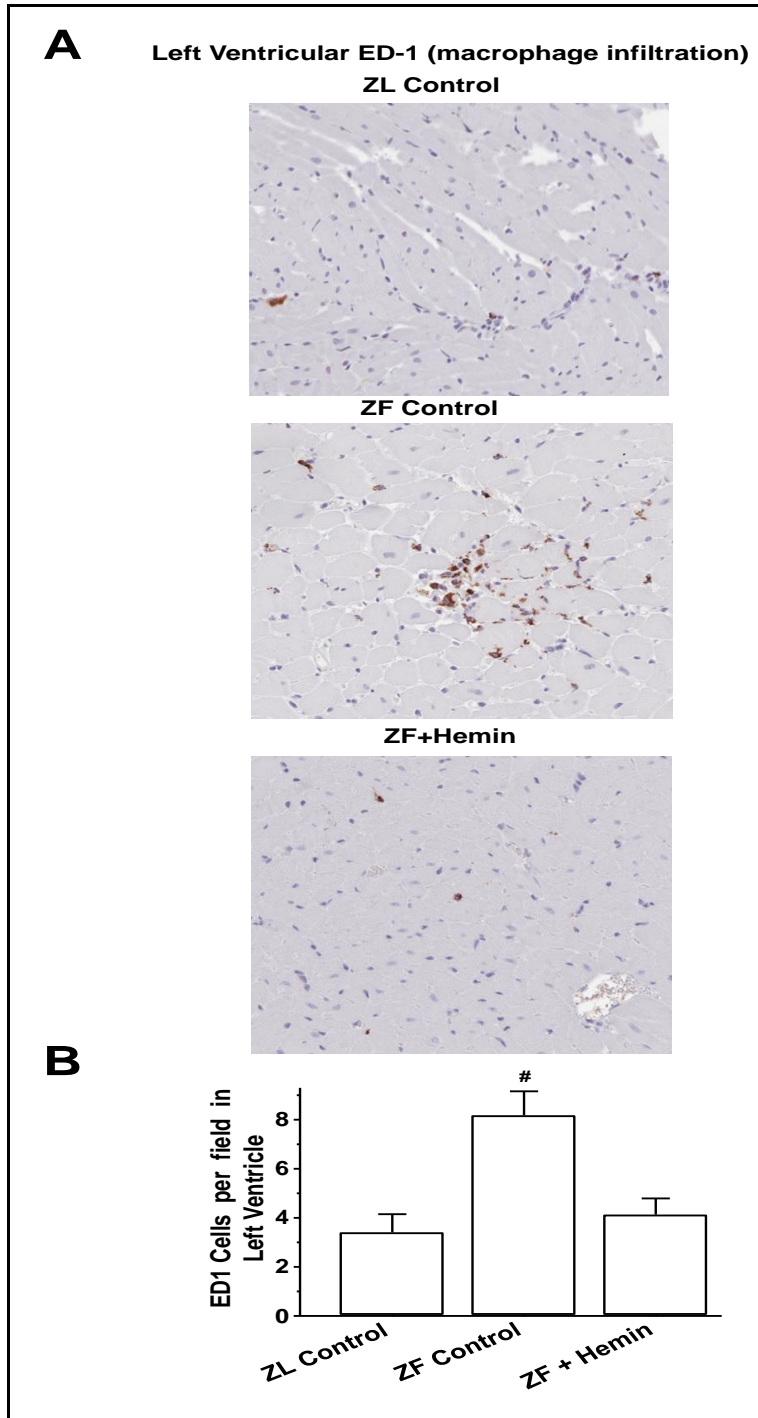 A
Left Ventricular ED-1 (macrophage infiltration)
ZL Control
ZF Control
ZF+Hemin
B
#
ED1 Cells per field in
Left Ventricle
8
6
4
2
0
ZL Control
ZF Control
ZF + Hemin